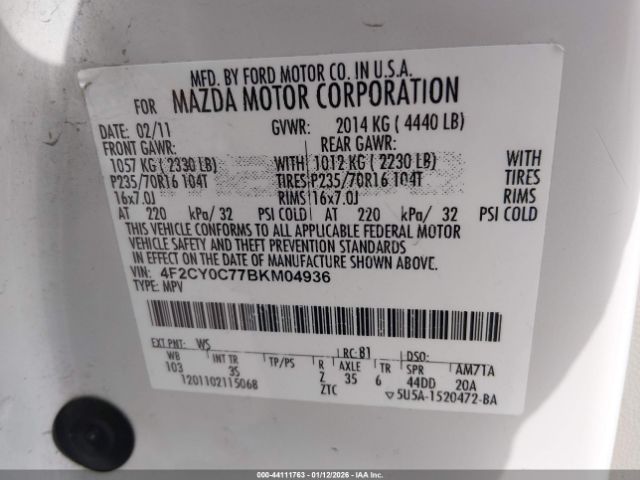 MFD. BY FORD MOTOR CO. IN U.S.A.
FOR MAZDA MOTOR CORPORATION
DATE: 02/11 GVWR: 2014 KG ( 4440 LB)
FRONT GAWR: REAR GAWR:
1057 KG ( 2330 LB) WITH 1012 KG ( 2230 LB) WITH
P235/70R16 104T TIRES P235/70R16 104T TIRES
16x7.0J RIMS 16x7.0J RIMS
AT 220 kPa/ 32 PSI COLD AT 220 kPa/ 32 PSI COLD
THIS VEHICLE CONFORMS TO ALL APPLICABLE FEDERAL MOTOR
VEHICLE SAFETY AND THEFT PREVENTION STANDARDS
IN EFFECT ON THE DATE OF MANUFACTURE SHOWN ABOVE.
VIN: 4F2CY0C77BKM04936
TYPE: MPV
EXT PNT: WS RC: B1 DSO:
WB INT TR TP/PS R AXLE TR SPR AM71A
103 35 Z 35 6 44DD 20A
1201102115068 ZTC 5U5A-1520472-BA
000-44111763 - 01/12/2026 - IAAI.com - Copyright